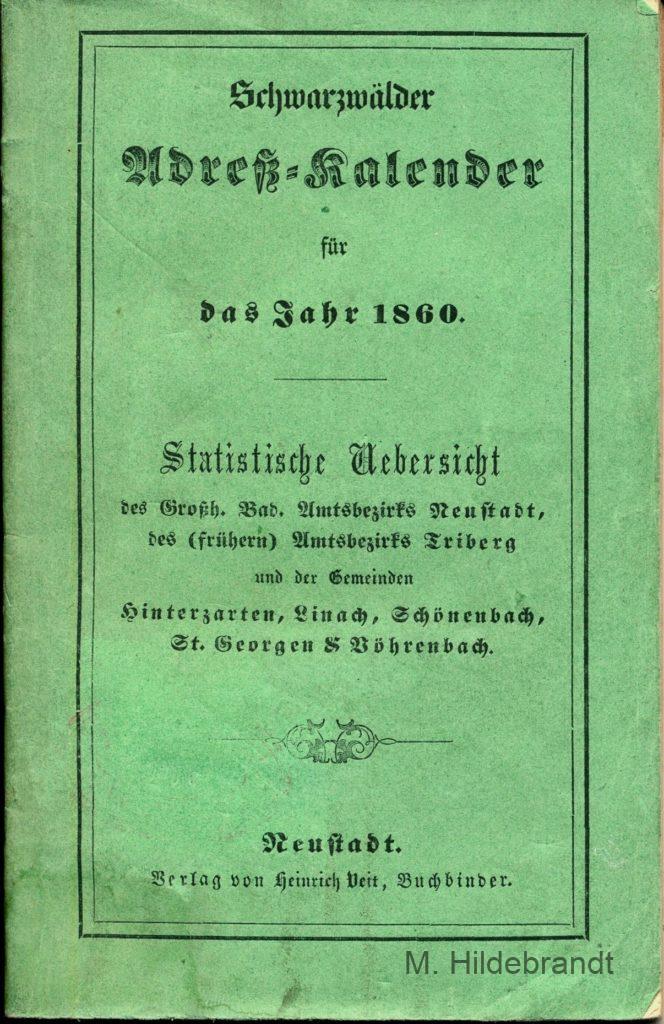 Schwarzwälder
Adreß-Kalender
für
das Jahr 1860.
Statistische Uebersicht
des Großh. Bad. Amtsbezirks Neustadt,
des (frühern) Amtsbezirks Triberg
und der Gemeinden
Hinterzarten, Linach, Schönenbach,
St. Georgen & Vöhrenbach.
Neustadt.
Verlag von Heinrich Veit, Buchbinder.
M. Hildebrandt